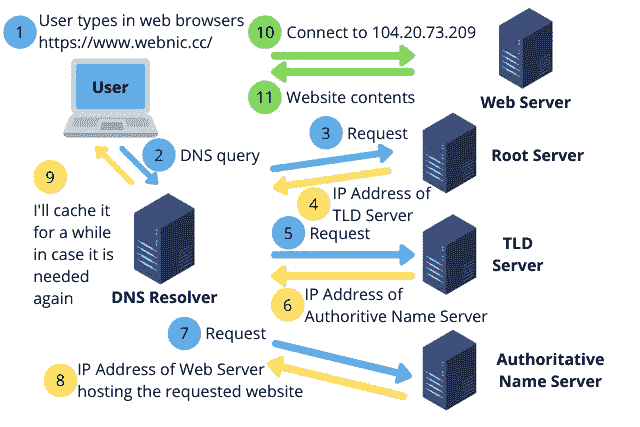 1
User types in web browsers
https://www.webnic.cc/
User
10
Connect to 104.20.73.209
11
Website contents
Web Server
2
DNS query
3
Request
Root Server
4
IP Address of
TLD Server
5
Request
TLD
Server
6
IP Address of
Authoritive Name Server
9
I'll cache it
for a while
in case it is
needed
again
DNS Resolver
7
Request
8
IP Address of Web Server
hosting the requested website
Authoritative
Name Server